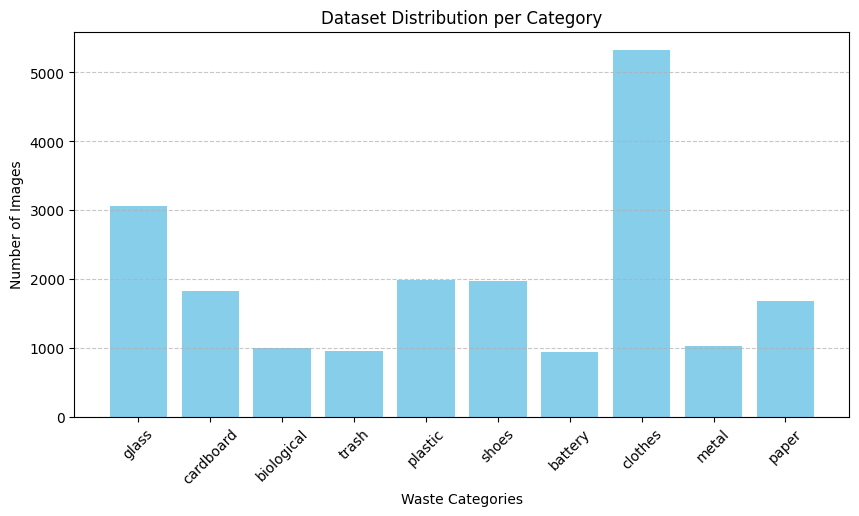 Dataset Distribution per Category
Number of Images
5000
4000
3000
2000
1000
0
glass
cardboard
biological
trash
plastic
shoes
battery
clothes
metal
paper
Waste Categories